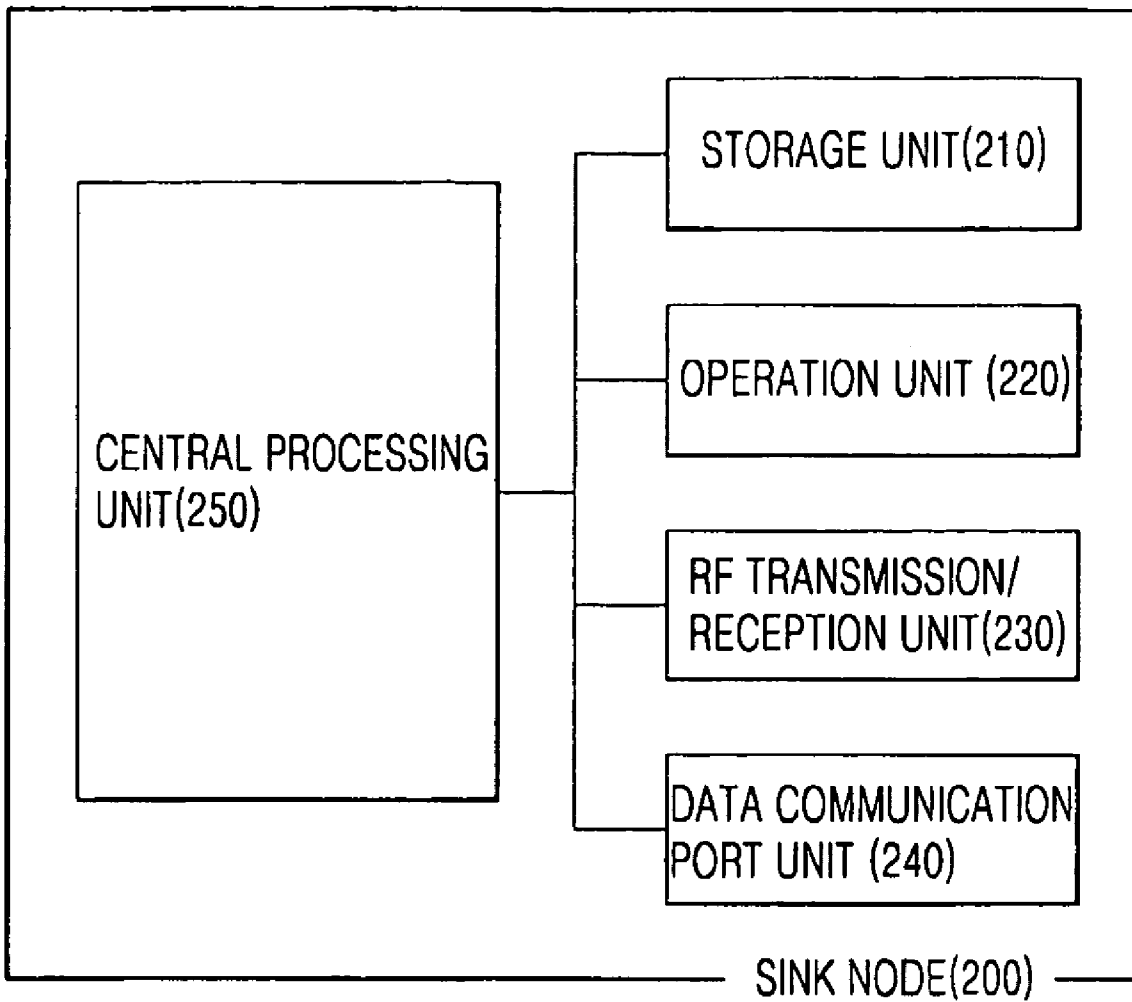 STORAGE UNIT(210)
OPERATION UNIT (220)
CENTRAL PROCESSING
UNIT(250)
RF TRANSMISSION/
RECEPTION UNIT(230)
DATA COMMUNICATION
PORT UNIT (240)
SINK NODE(200)